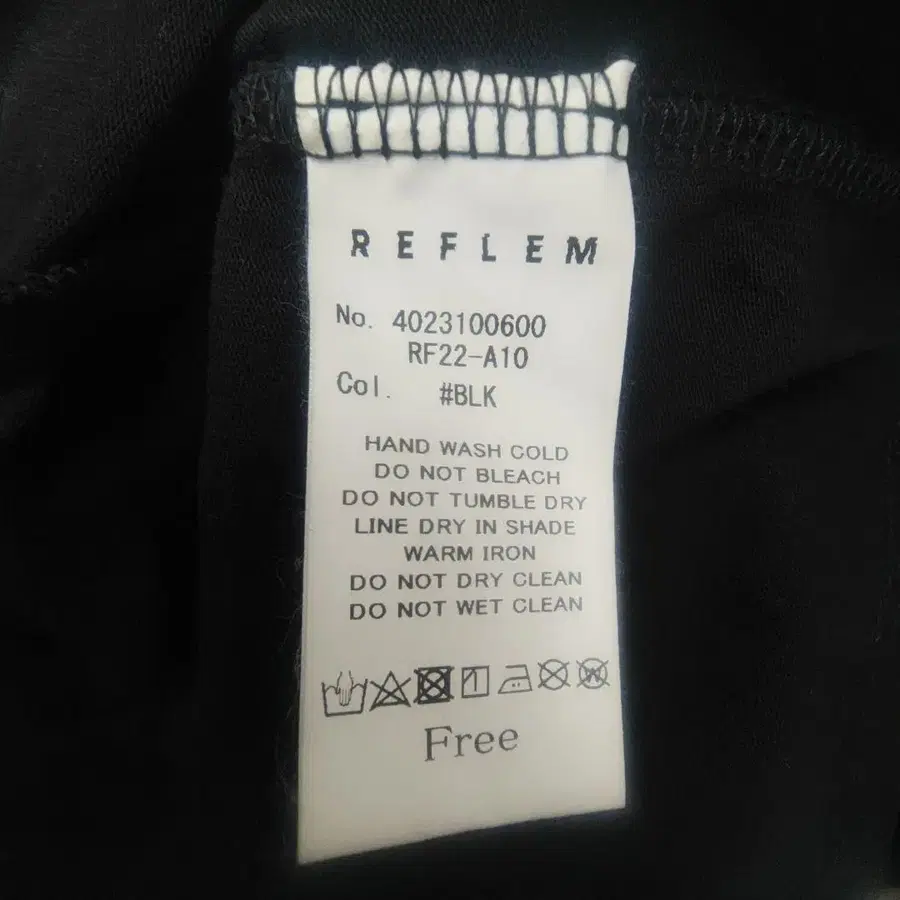 REFLEM
No. 4023100600
RF22-A10
Col. #BLK
HAND WASH COLD
DO NOT BLEACH
DO NOT TUMBLE DRY
LINE DRY IN SHADE
WARM IRON
DO NOT DRY CLEAN
DO NOT WET CLEAN
W
Free